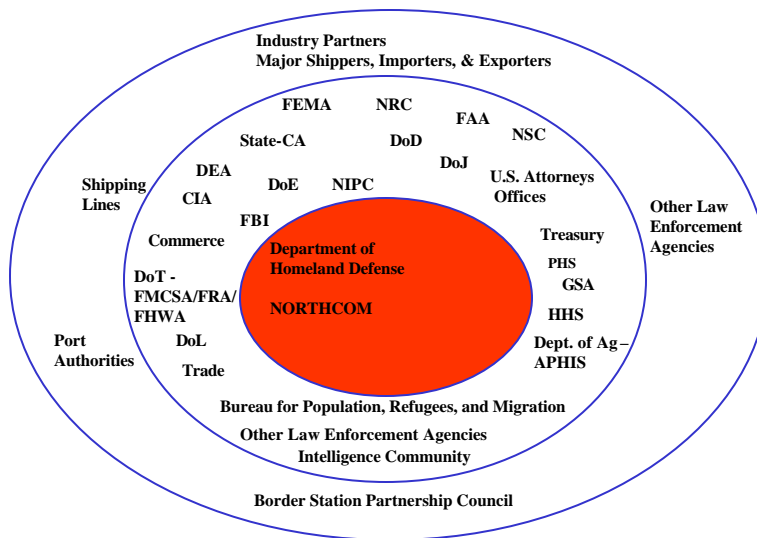 Industry Partners
Major Shippers, Importers, & Exporters
FEMA
NRC
FAA
NSC
State-CA
DoD
DoJ
DEA
DoE
NIPC
U.S. Attorneys
Offices
Shipping
Lines
CIA
FBI
Other Law
Enforcement
Agencies
Commerce
Treasury
Department of
Homeland Defense
PHS
DoT -
FMCSA/FRA/
FHWA
GSA
NORTHCOM
HHS
Port
Authorities
DoL
Dept. of Ag –
APHIS
Trade
Bureau for Population, Refugees, and Migration
Other Law Enforcement Agencies
Intelligence Community
Border Station Partnership Council